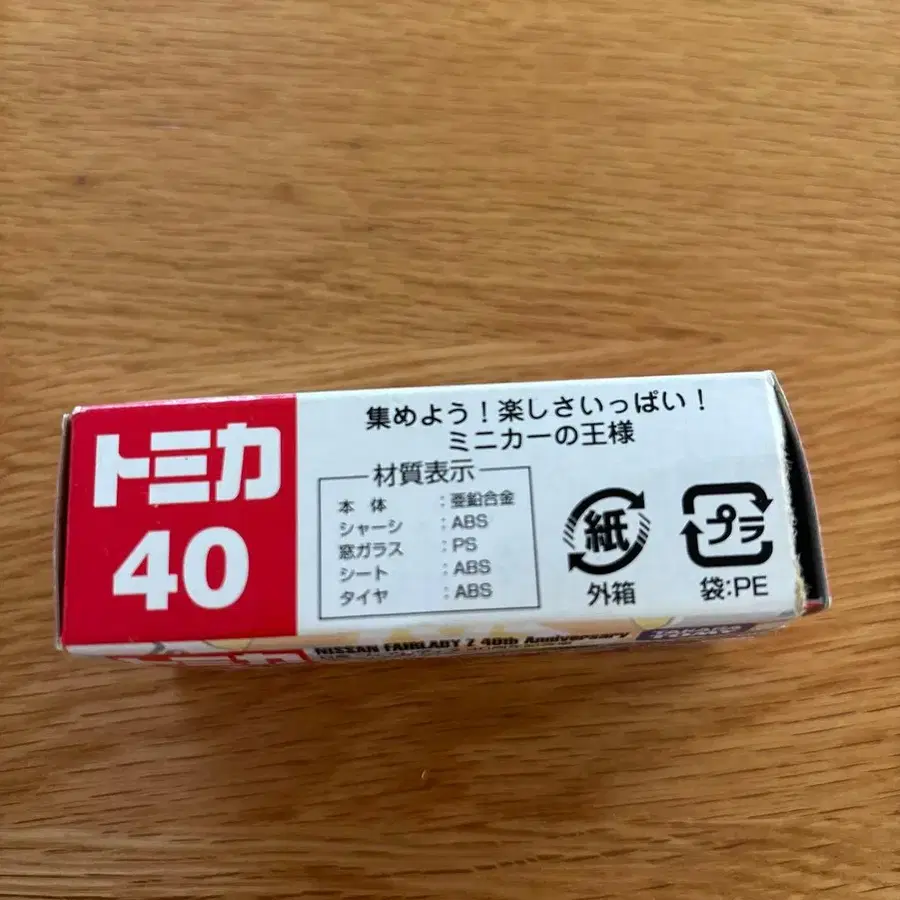 トミカ
40
集めよう！楽しさいっぱい！
ミニカーの王様
材質表示
本体：亜鉛合金
シャーシ：ABS
窓ガラス：PS
シート：ABS
タイヤ：ABS
紙
外箱
プラ
袋：PE
トミカ
NISSAN FAIRLADY Z 40th Anniversary